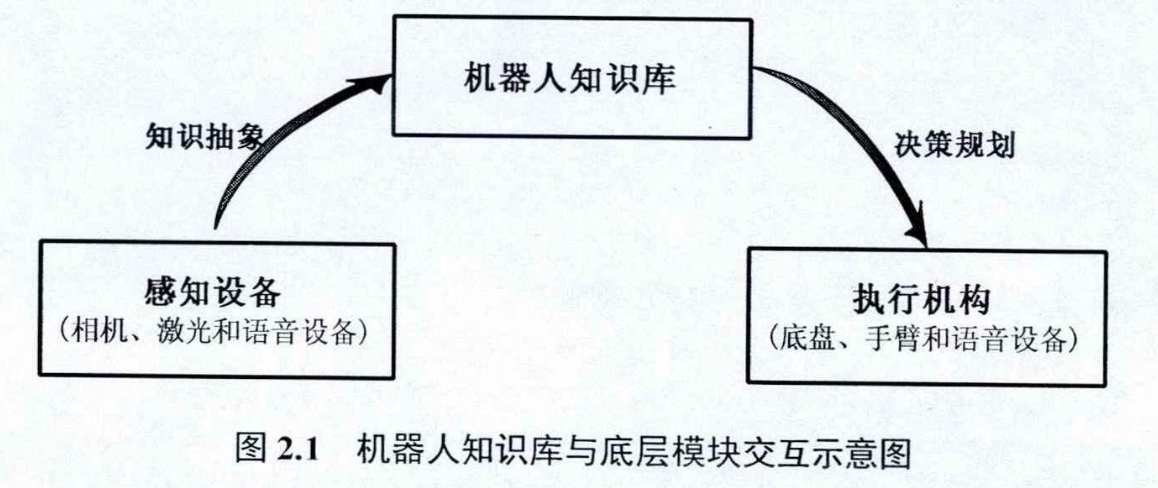 机器人知识库
知识抽象
决策规划
感知设备
(相机、激光和语音设备)
执行机构
(底盘、手臂和语音设备)
图 2.1 机器人知识库与底层模块交互示意图